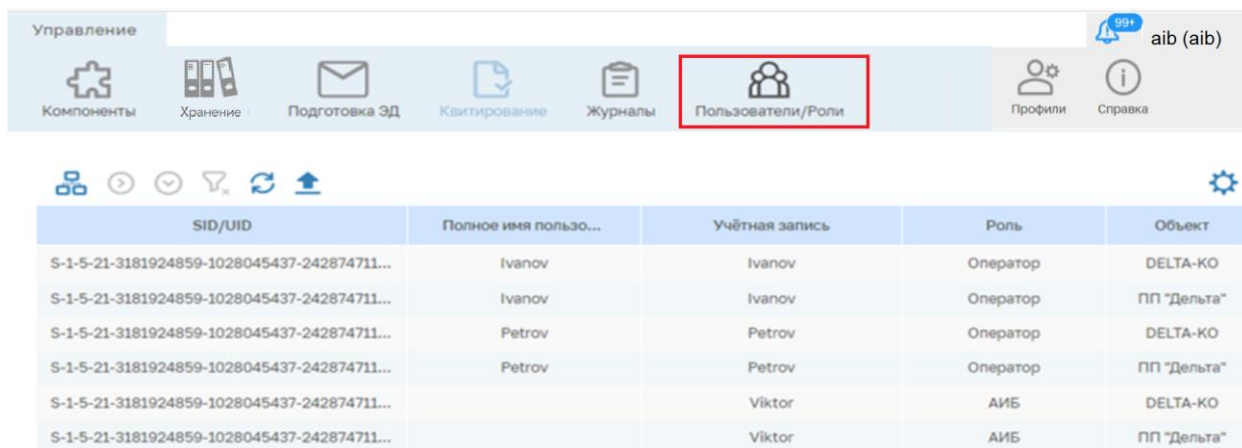 Управление
99+
aib (aib)
Компоненты
Хранение
Подготовка ЭД
Квитирование
Журналы
Пользователи/Роли
Профили
Справка
SID/UID Полное имя пользо... Учётная запись Роль Объект
S-1-5-21-3181924859-1028045437-242874711... Ivanov Ivanov Оператор DELTA-KO
S-1-5-21-3181924859-1028045437-242874711... Ivanov Ivanov Оператор ПП "Дельта"
S-1-5-21-3181924859-1028045437-242874711... Petrov Petrov Оператор DELTA-KO
S-1-5-21-3181924859-1028045437-242874711... Petrov Petrov Оператор ПП "Дельта"
S-1-5-21-3181924859-1028045437-242874711... Viktor АИБ DELTA-KO
S-1-5-21-3181924859-1028045437-242874711... Viktor АИБ ПП "Дельта"